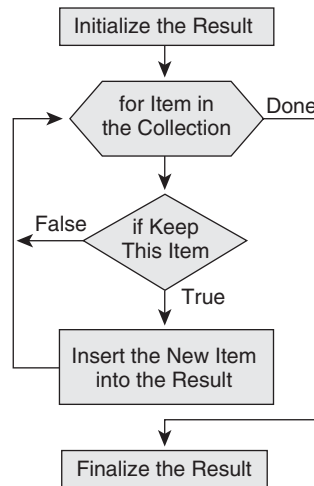 Initialize the Result
for Item in
the Collection
Done
False
if Keep
This Item
True
Insert the New Item
into the Result
Finalize the Result